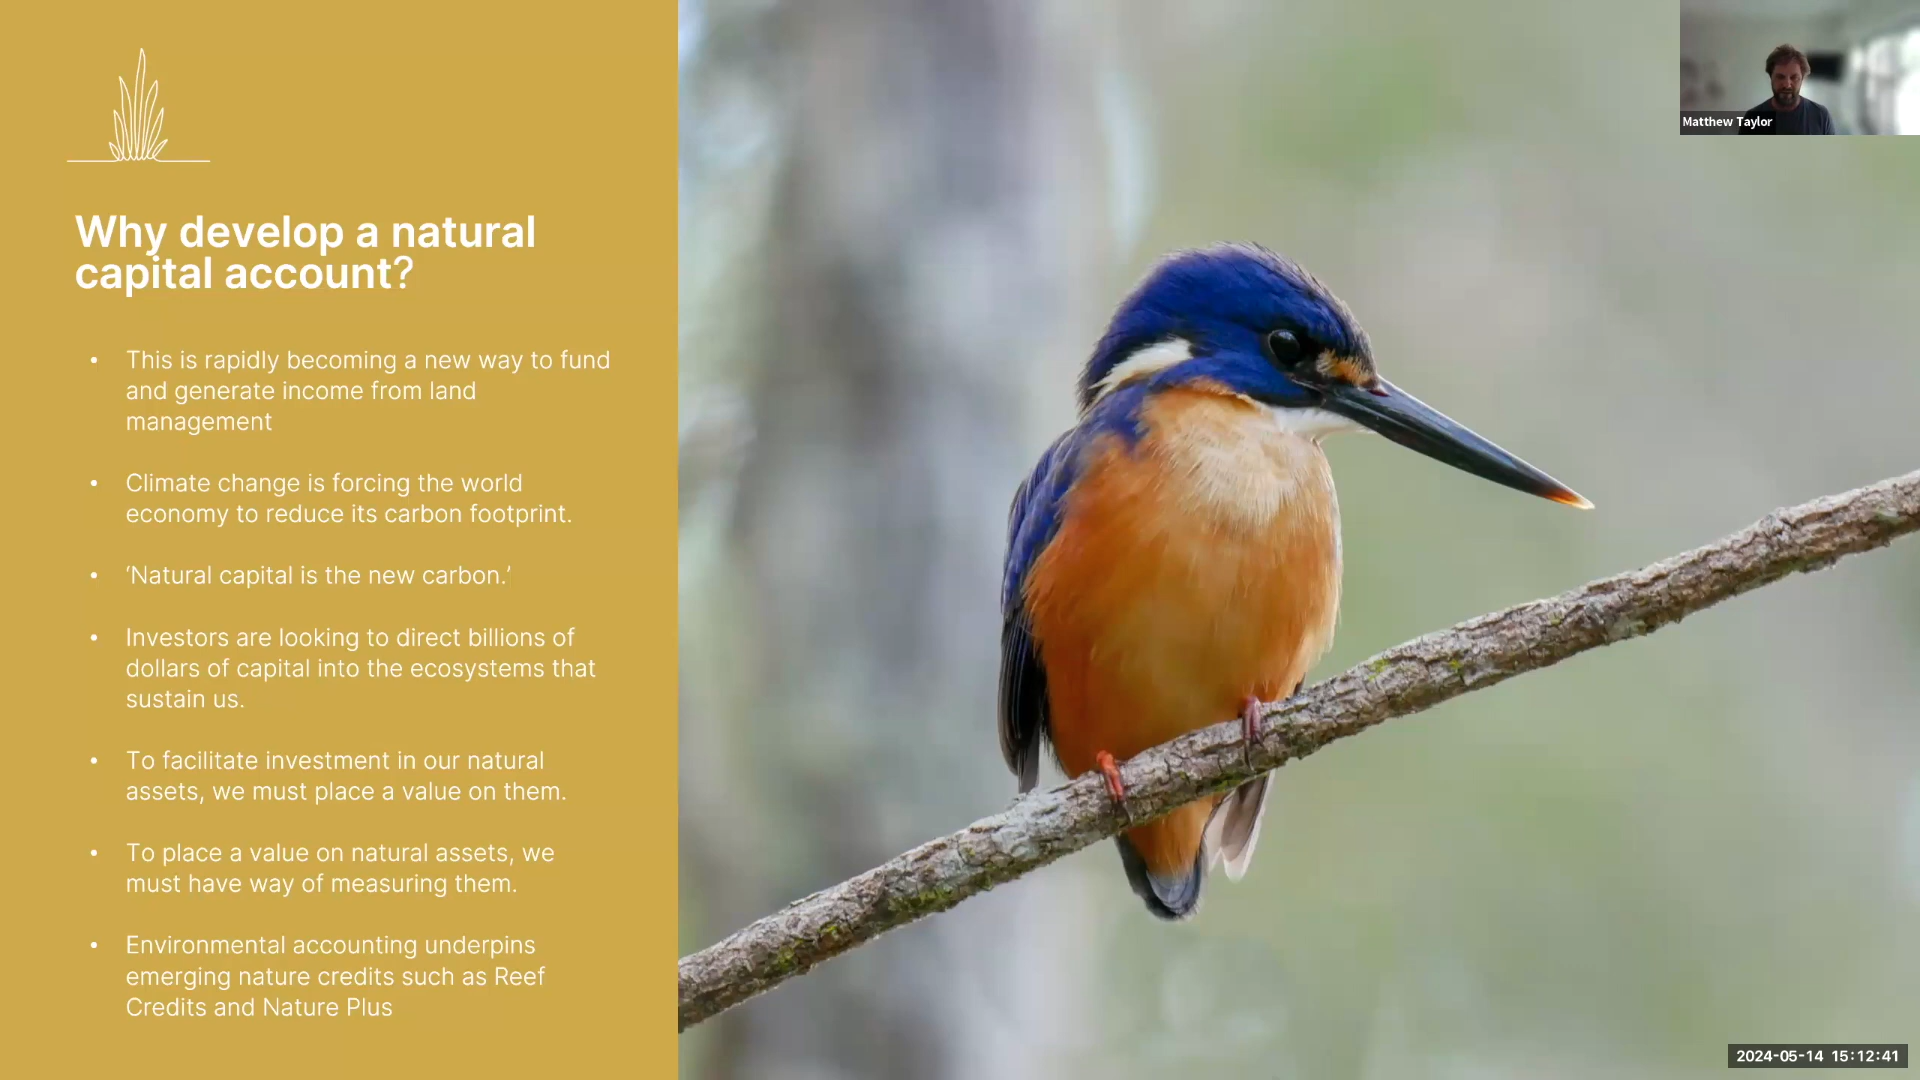 Why develop a natural
capital account?
• This is rapidly becoming a new way to fund
and generate income from land
management
• Climate change is forcing the world
economy to reduce its carbon footprint.
• ‘Natural capital is the new carbon.’
• Investors are looking to direct billions of
dollars of capital into the ecosystems that
sustain us.
• To facilitate investment in our natural
assets, we must place a value on them.
• To place a value on natural assets, we
must have way of measuring them.
• Environmental accounting underpins
emerging nature credits such as Reef
Credits and Nature Plus
Matthew Taylor
2024-05-14 15:12:41